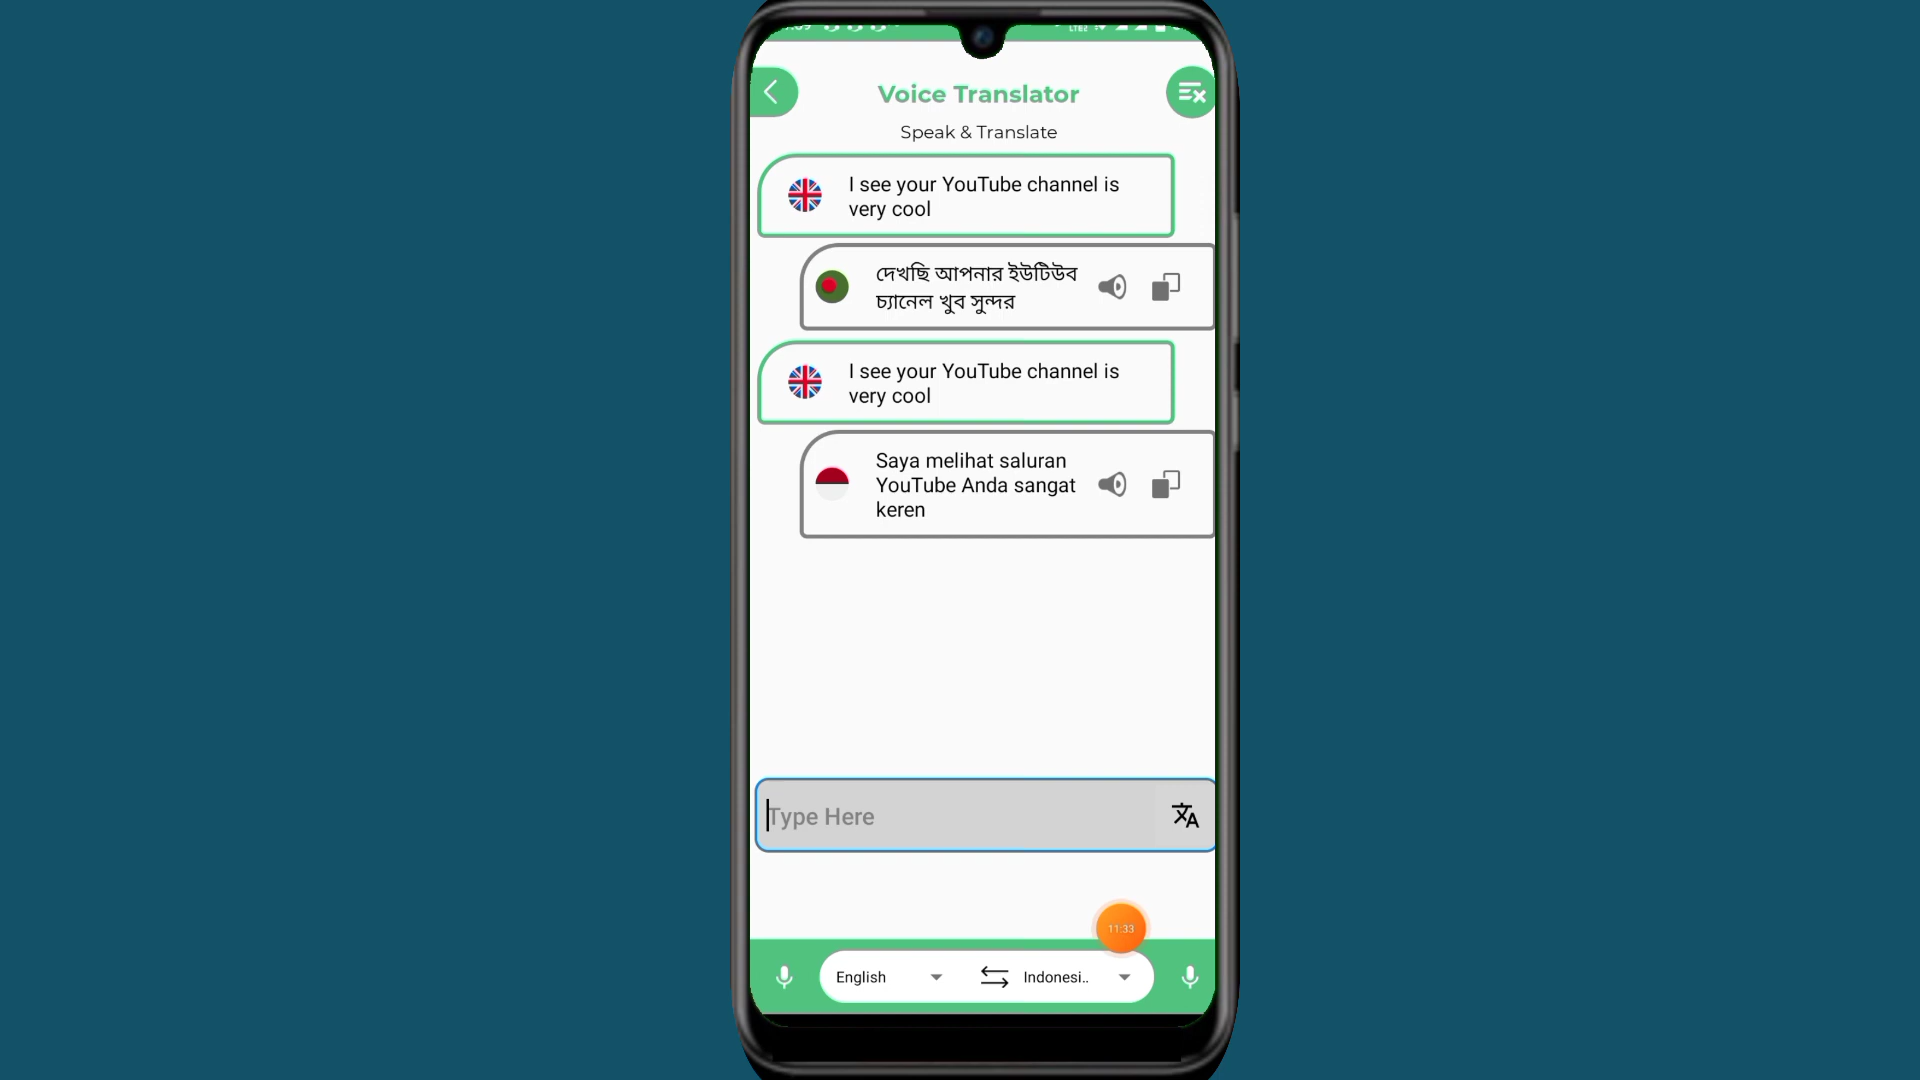 Voice Translator
Speak & Translate
I see your YouTube channel is
very cool
দেখছি আপনার ইউটিউব
চ্যানেল খুব সুন্দর
I see your YouTube channel is
very cool
Saya melihat saluran
YouTube Anda sangat
keren
Type Here
11:33
English
Indonesi..